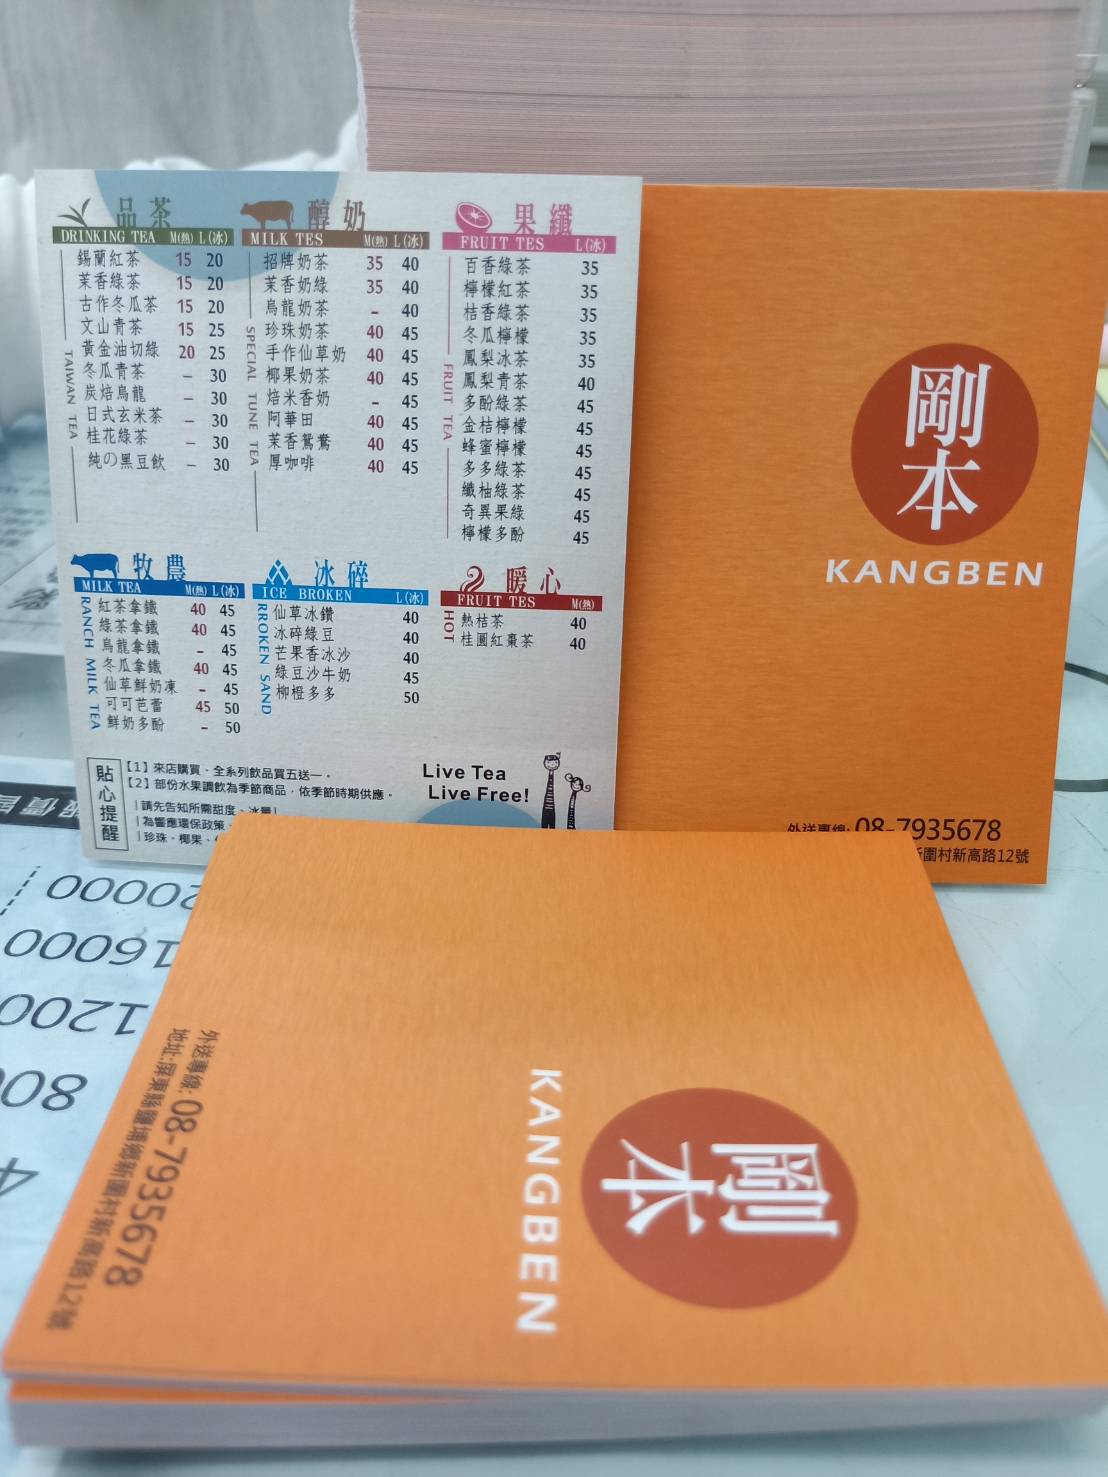 品茶
DRINKING TEA M(熱) L(冰)
錫蘭紅茶 15 20
茉香綠茶 15 20
古作冬瓜茶 15 20
文山青茶 15 25
黃金油切綠 20 25
冬瓜青茶 – 30
炭焙烏龍 – 30
日式玄米茶 – 30
桂花綠茶 – 30
純の黑豆飲 – 30
TAIWAN TEA
醇奶
MILK TES M(熱) L(冰)
招牌奶茶 35 40
茉香奶綠 35 40
烏龍奶茶 - 40
珍珠奶茶 40 45
手作仙草奶 40 45
椰果奶茶 40 45
焙米香奶 - 45
阿華田 40 45
茉香鴛鴦 40 45
厚咖啡 40 45
SPECIAL TUNE TEA
果纖
FRUIT TES L(冰)
百香綠茶 35
檸檬紅茶 35
桔香綠茶 35
冬瓜檸檬 35
鳳梨冰茶 35
鳳梨青茶 40
多酚綠茶 45
金桔檸檬 45
蜂蜜檸檬 45
多多綠茶 45
纖柚綠茶 45
奇異果綠 45
檸檬多酚 45
FRUIT TEA
牧農
MILK TEA M(熱) L(冰)
紅茶拿鐵 40 45
綠茶拿鐵 40 45
烏龍拿鐵 - 45
冬瓜拿鐵 40 45
仙草鮮奶凍 - 45
可可芭蕾 45 50
鮮奶多酚 - 50
RANCH MILK TEA
冰碎
ICE BROKEN L(冰)
仙草冰鑽 40
冰碎綠豆 40
芒果香冰沙 40
綠豆沙牛奶 45
柳橙多多 50
RROKEN SAND
暖心
FRUIT TES M(熱)
熱桔茶 40
桂圓紅棗茶 40
HOT
貼心提醒
【1】來店購買、全系列飲品買五送一。
【2】部份水果調飲為季節商品，依季節時期供應。
|請先告知所需甜度、冰量!
|為響應環保政策、
|珍珠、椰果、
Live Tea
Live Free!
剛本
KANGBEN
外送專線: 08-7935678
圍村新高路12號
剛本
KANGBEN
外送專線: 08-7935678
地址:屏東縣鹽埔鄉新圍村新高路12號
16000
1200